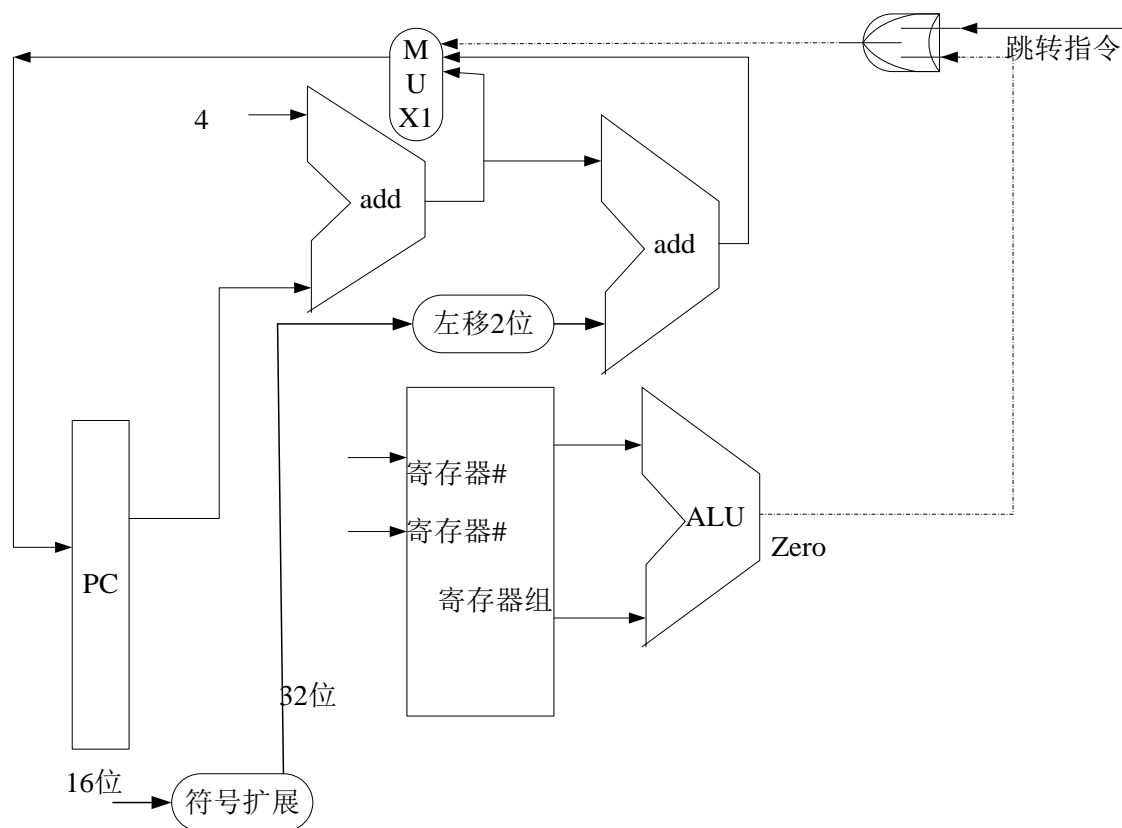 M
U
X1
跳转指令
4
add
add
左移2位
寄存器#
寄存器#
ALU
Zero
PC
寄存器组
32位
16位
符号扩展